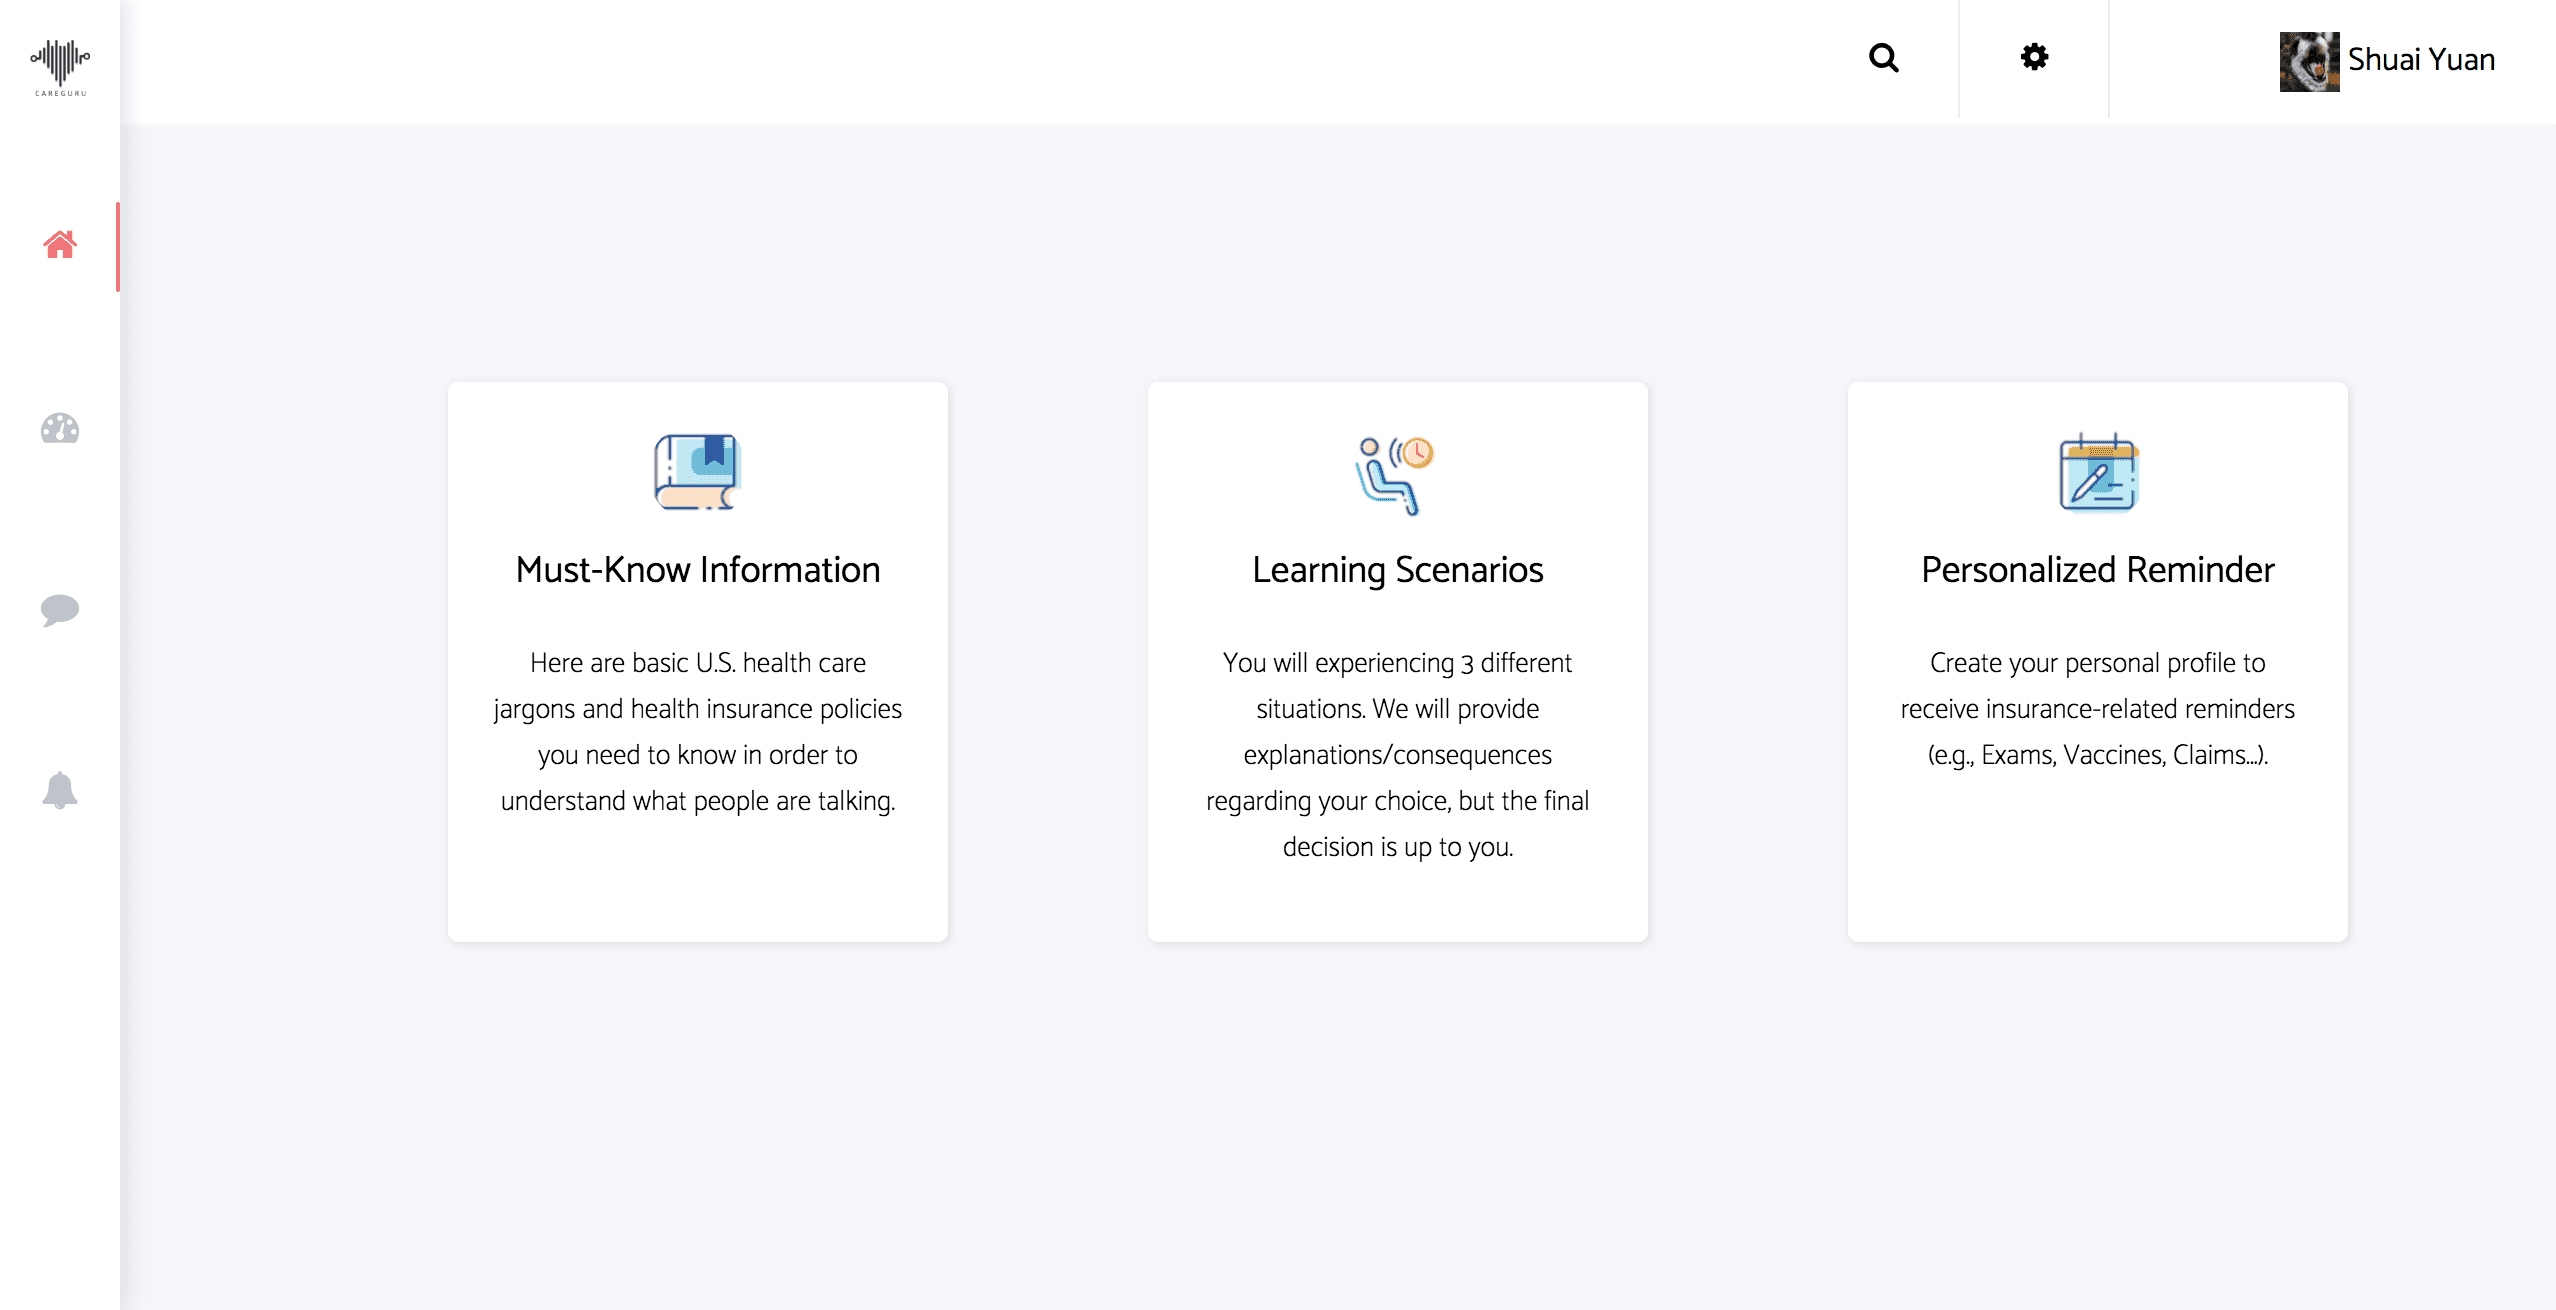 CAREGURU
Shuai Yuan
Must-Know Information
Here are basic U.S. health care
jargons and health insurance policies
you need to know in order to
understand what people are talking.
Learning Scenarios
You will experiencing 3 different
situations. We will provide
explanations/consequences
regarding your choice, but the final
decision is up to you.
Personalized Reminder
Create your personal profile to
receive insurance-related reminders
(e.g., Exams, Vaccines, Claims...).